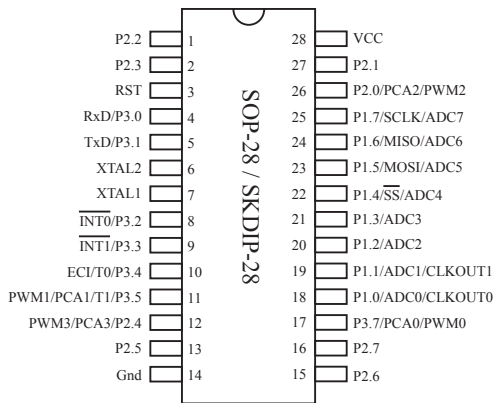 P2.2 1 28 VCC
P2.3 2 27 P2.1
RST 3 26 P2.0/PCA2/PWM2
RxD/P3.0 4 25 P1.7/SCLK/ADC7
TxD/P3.1 5 24 P1.6/MISO/ADC6
XTAL2 6 23 P1.5/MOSI/ADC5
XTAL1 7 22 P1.4/S̅S̅/ADC4
I̅N̅T̅0̅/P3.2 8 21 P1.3/ADC3
I̅N̅T̅1̅/P3.3 9 20 P1.2/ADC2
ECI/T0/P3.4 10 19 P1.1/ADC1/CLKOUT1
PWM1/PCA1/T1/P3.5 11 18 P1.0/ADC0/CLKOUT0
PWM3/PCA3/P2.4 12 17 P3.7/PCA0/PWM0
P2.5 13 16 P2.7
Gnd 14 15 P2.6
SOP-28 / SKDIP-28